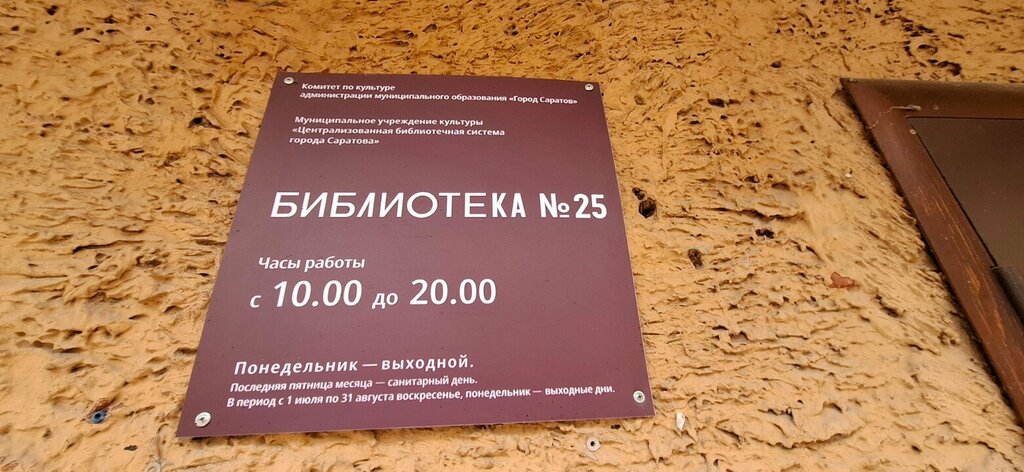 Комитет по культуре
администрации муниципального образования «Город Саратов»
Муниципальное учреждение культуры
«Централизованная библиотечная система
города Саратова»
БИБЛИОТЕКА №25
Часы работы
с 10.00 до 20.00
Понедельник — выходной.
Последняя пятница месяца — санитарный день.
В период с 1 июля по 31 августа воскресенье, понедельник — выходные дни.